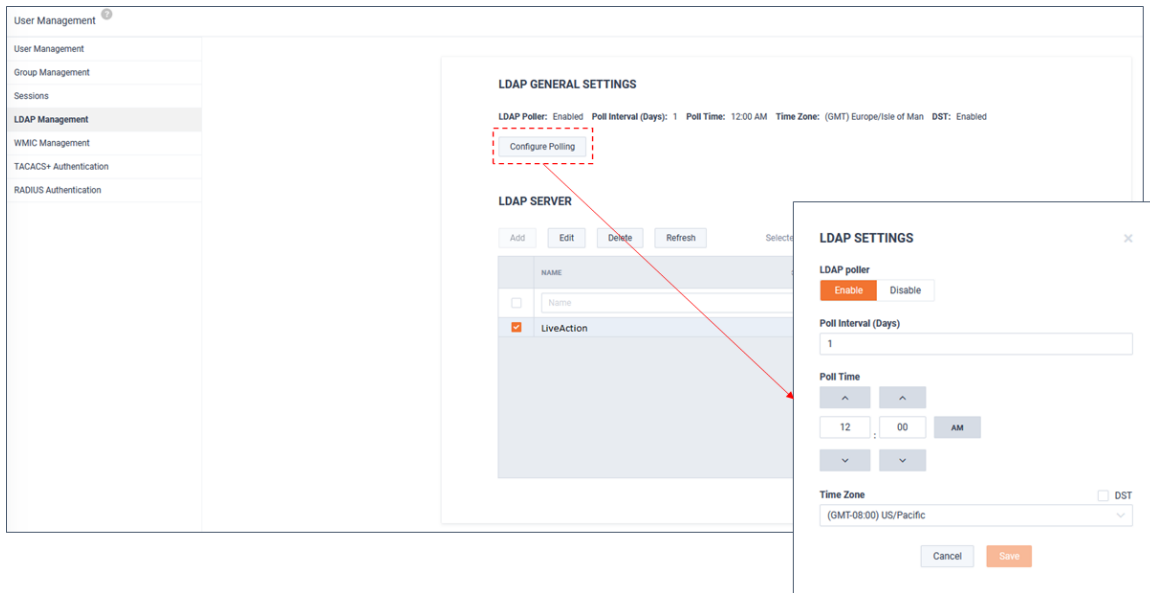 User Management ?
User Management
Group Management
Sessions
LDAP Management
WMIC Management
TACACS+ Authentication
RADIUS Authentication
LDAP GENERAL SETTINGS
LDAP Poller: Enabled Poll Interval (Days): 1 Poll Time: 12:00 AM Time Zone: (GMT) Europe/Isle of Man DST: Enabled
Configure Polling
LDAP SERVER
Add Edit Delete Refresh Selecte
NAME
Name
LiveAction
LDAP SETTINGS
LDAP poller
Enable Disable
Poll Interval (Days)
1
Poll Time
12 : 00 AM
Time Zone DST
(GMT-08:00) US/Pacific
Cancel Save